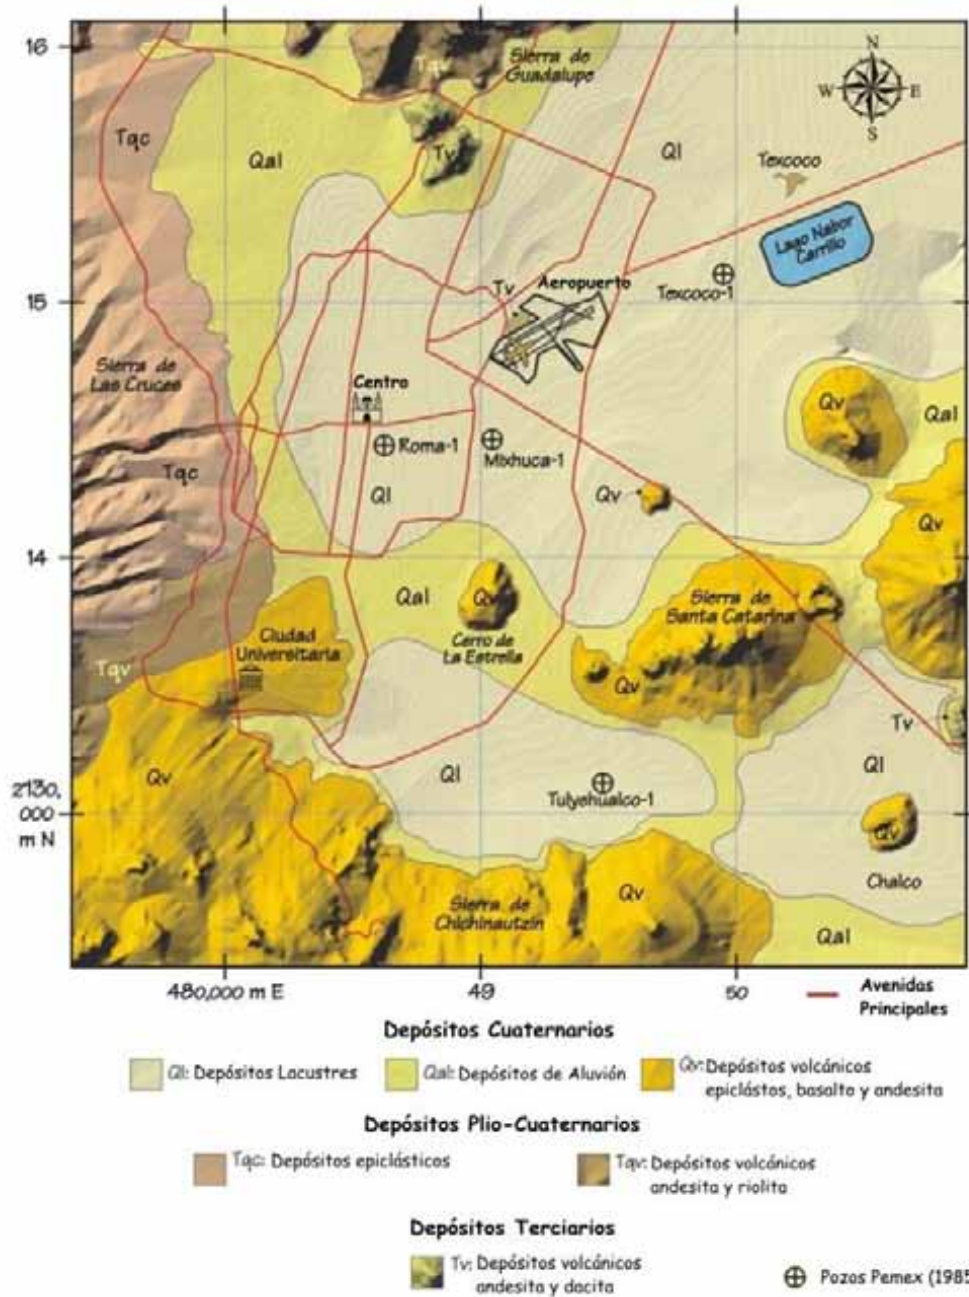 16
Sierra de
Guadalupe
Tqv
N
W E
S
Tqc
Qal
Tv
Ql
Texcoco
Lago Nabor
Carrillo
Texcoco-1
15
Tv
Aeropuerto
Sierra de
Las Cruces
Centro
Qv
Qal
Roma-1
Mixhuca-1
Tqc
Ql
Qv
Qv
14
Qal
Qv
Sierra de
Santa Catarina
Ciudad
Universitaria
Cerro de
La Estrella
Tqv
Qv
Tv
Qv
Ql
Ql
2'130,
000
m N
Tulyehualco-1
Qv
Chalco
Sierra de
Chichinautzin
Qv
Qal
480,000 m E
49
50
Avenidas
Principales
Depósitos Cuaternarios
Ql: Depósitos Lacustres
Qal: Depósitos de Aluvión
Qv: Depósitos volcánicos
epiclástos, basalto y andesita
Depósitos Plio-Cuaternarios
Tqc: Depósitos epiclásticos
Tqv: Depósitos volcánicos
andesita y riolita
Depósitos Terciarios
Tv: Depósitos volcánicos
andesita y dacita
Pozos Pemex (1985